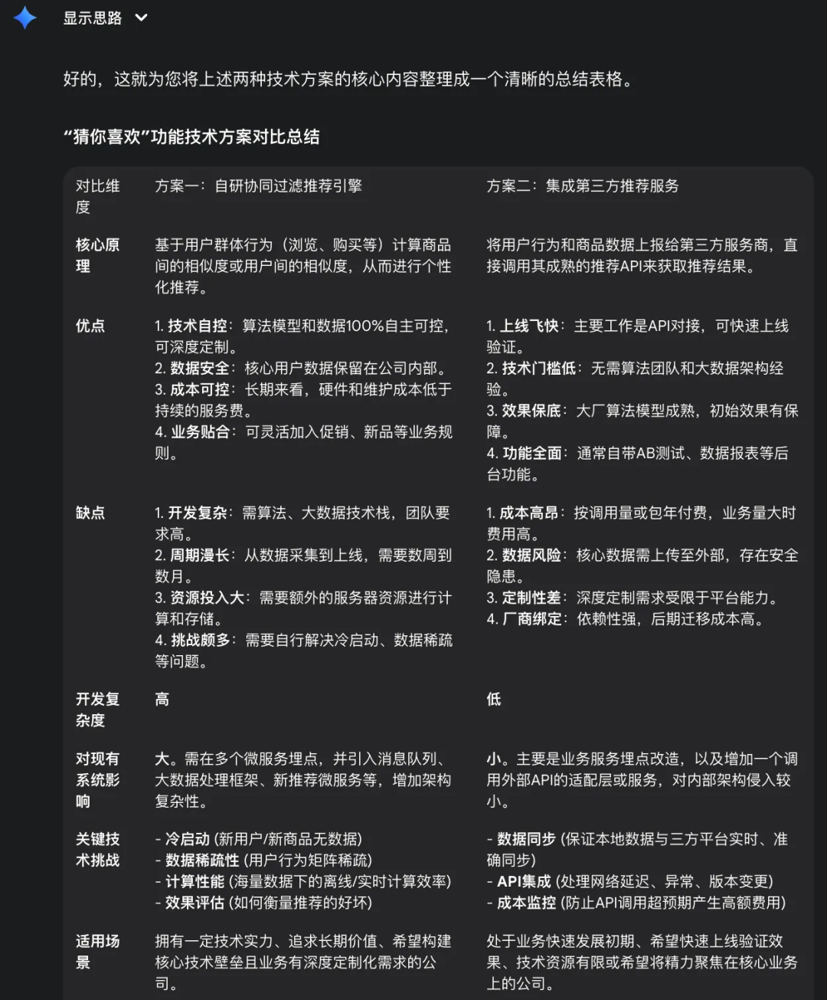 显示思路
好的，这就为您将上述两种技术方案的核心内容整理成一个清晰的总结表格。
“猜你喜欢”功能技术方案对比总结
对比维
度
方案一：自研协同过滤推荐引擎
方案二：集成第三方推荐服务
核心原
理
基于用户群体行为（浏览、购买等）计算商品
间的相似度或用户间的相似度，从而进行个性
化推荐。
将用户行为和商品数据上报给第三方服务商，直
接调用其成熟的推荐API来获取推荐结果。
优点
1. 技术自控：算法模型和数据100%自主可控，
可深度定制。
2. 数据安全：核心用户数据保留在公司内部。
3. 成本可控：长期来看，硬件和维护成本低于
持续的服务费。
4. 业务贴合：可灵活加入促销、新品等业务规
则。
1. 上线飞快：主要工作是API对接，可快速上线
验证。
2. 技术门槛低：无需算法团队和大数据架构经
验。
3. 效果保底：大厂算法模型成熟，初始效果有保
障。
4. 功能全面：通常自带AB测试、数据报表等后
台功能。
缺点
1. 开发复杂：需算法、大数据技术栈，团队要
求高。
2. 周期漫长：从数据采集到上线，需要数周到
数月。
3. 资源投入大：需要额外的服务器资源进行计
算和存储。
4. 挑战颇多：需要自行解决冷启动、数据稀疏
等问题。
1. 成本高昂：按调用量或包年付费，业务量大时
费用高。
2. 数据风险：核心数据需上传至外部，存在安全
隐患。
3. 定制性差：深度定制需求受限于平台能力。
4. 厂商绑定：依赖性强，后期迁移成本高。
开发复
杂度
高
低
对现有
系统影
响
大。需在多个微服务埋点，并引入消息队列、
大数据处理框架、新推荐微服务等，增加架构
复杂性。
小。主要是业务服务埋点改造，以及增加一个调
用外部API的适配层或服务，对内部架构侵入较
小。
关键技
术挑战
- 冷启动 (新用户/新商品无数据)
- 数据稀疏性 (用户行为矩阵稀疏)
- 计算性能 (海量数据下的离线/实时计算效率)
- 效果评估 (如何衡量推荐的好坏)
- 数据同步 (保证本地数据与三方平台实时、准
确同步)
- API集成 (处理网络延迟、异常、版本变更)
- 成本监控 (防止API调用超预期产生高额费用)
适用场
景
拥有一定技术实力、追求长期价值、希望构建
核心技术壁垒且业务有深度定制化需求的公
司。
处于业务快速发展初期、希望快速上线验证效
果、技术资源有限或希望将精力聚焦在核心业务
上的公司。